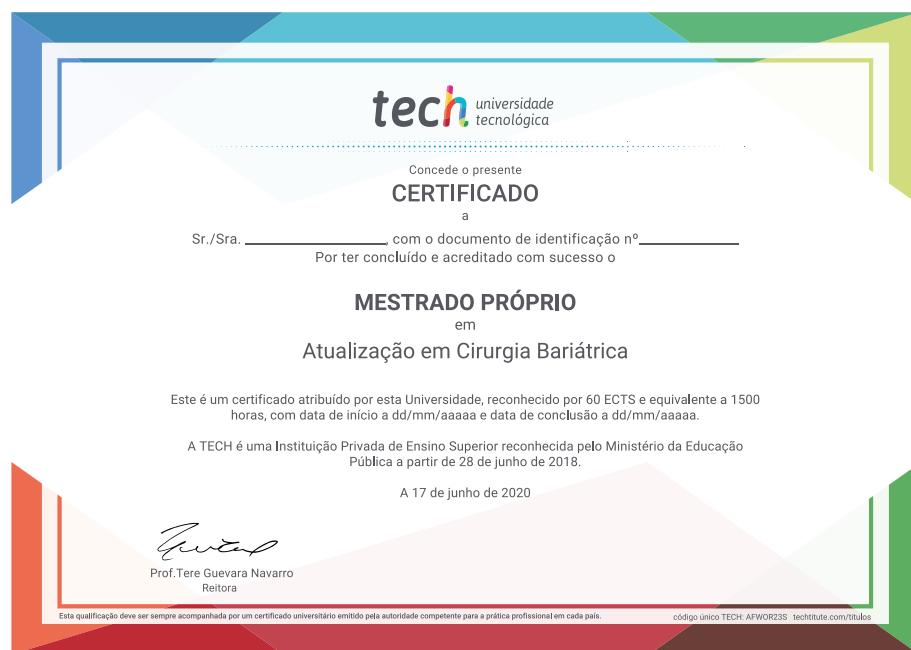 tech universidade
tecnológica
Concede o presente
CERTIFICADO
a
Sr./Sra. ________________, com o documento de identificação nº____________
Por ter concluído e acreditado com sucesso o
MESTRADO PRÓPRIO
em
Atualização em Cirurgia Bariátrica
Este é um certificado atribuído por esta Universidade, reconhecido por 60 ECTS e equivalente a 1500
horas, com data de início a dd/mm/aaaaa e data de conclusão a dd/mm/aaaaa.
A TECH é uma Instituição Privada de Ensino Superior reconhecida pelo Ministério da Educação
Pública a partir de 28 de junho de 2018.
A 17 de junho de 2020
Prof.Tere Guevara Navarro
Reitora
Esta qualificação deve ser sempre acompanhada por um certificado universitário emitido pela autoridade competente para a prática profissional em cada país.
código único TECH: AFWOR23S techtitute.com/titulos